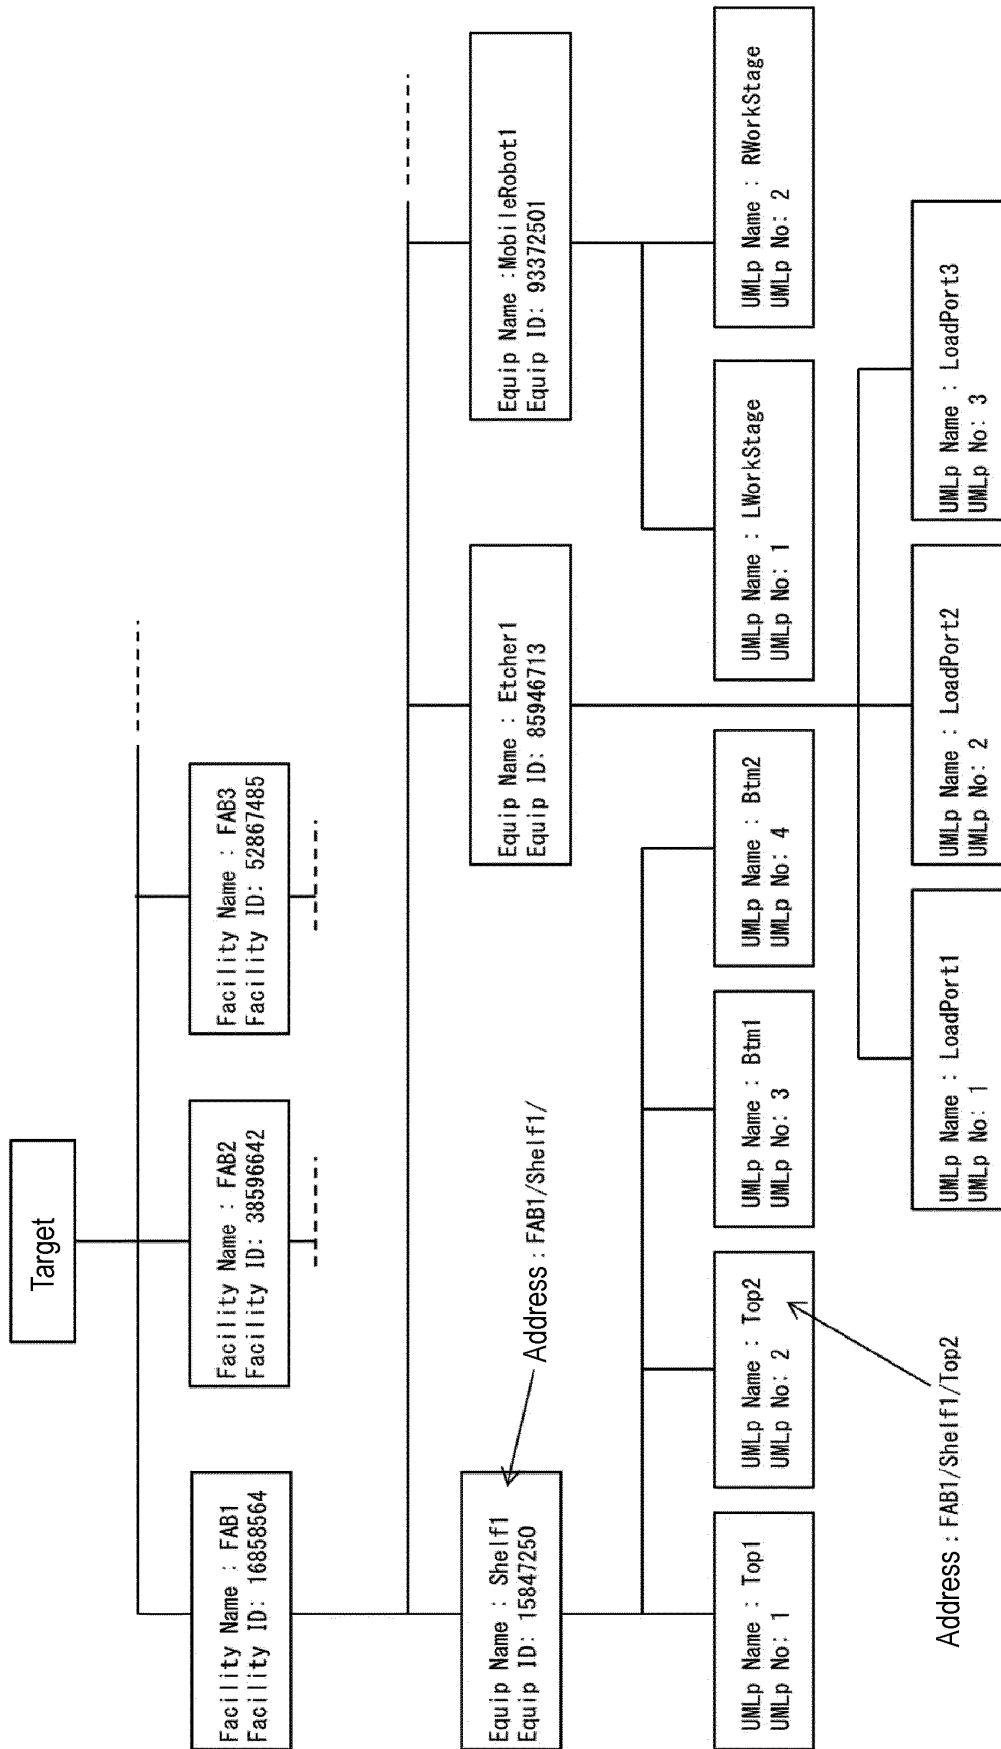 Target
Facility Name : FAB1
Facility ID: 16858564
Facility Name : FAB2
Facility ID: 38596642
Facility Name : FAB3
Facility ID: 52867485
Equip Name : Shelf1
Equip ID: 15847250
Address : FAB1/Shelf1/
Equip Name : Etcher1
Equip ID: 85946713
Equip Name :MobileRobot1
Equip ID: 93372501
UMLp Name : Top1
UMLp No: 1
UMLp Name : Top2
UMLp No: 2
UMLp Name : Btm1
UMLp No: 3
UMLp Name : Btm2
UMLp No: 4
UMLp Name : LWorkStage
UMLp No: 1
UMLp Name : RWorkStage
UMLp No: 2
Address : FAB1/Shelf1/Top2
UMLp Name : LoadPort1
UMLp No: 1
UMLp Name : LoadPort2
UMLp No: 2
UMLp Name : LoadPort3
UMLp No: 3